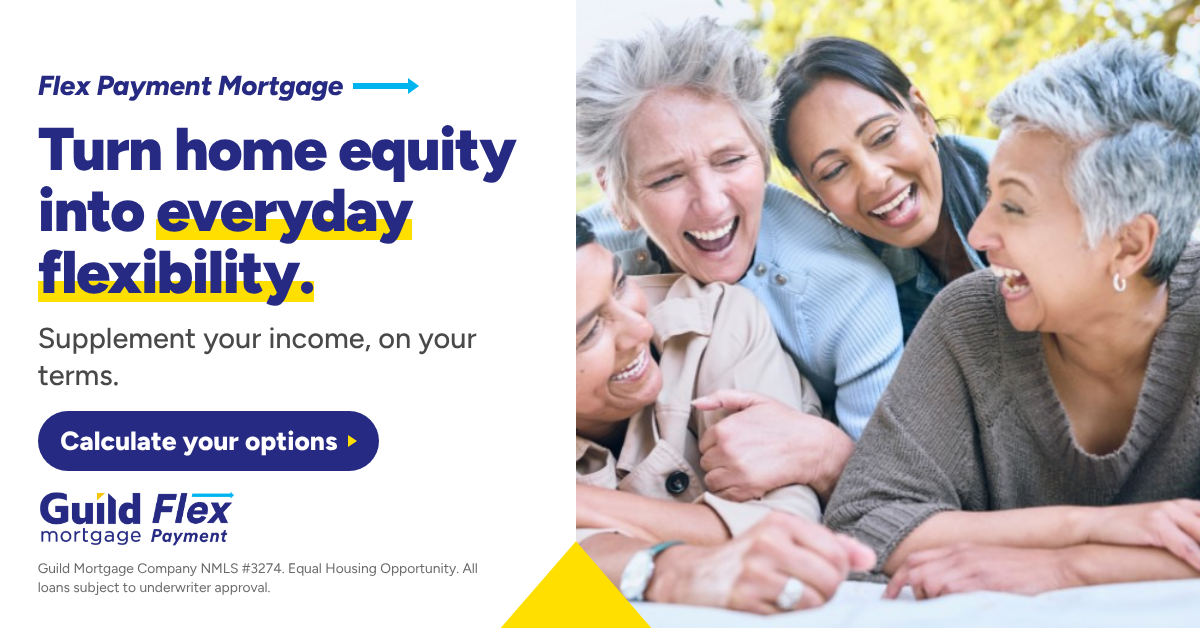 Flex Payment Mortgage
Turn home equity
into everyday
flexibility.
Supplement your income, on your
terms.
Calculate your options
Guild Flex
mortgage Payment
Guild Mortgage Company NMLS #3274. Equal Housing Opportunity. All
loans subject to underwriter approval.